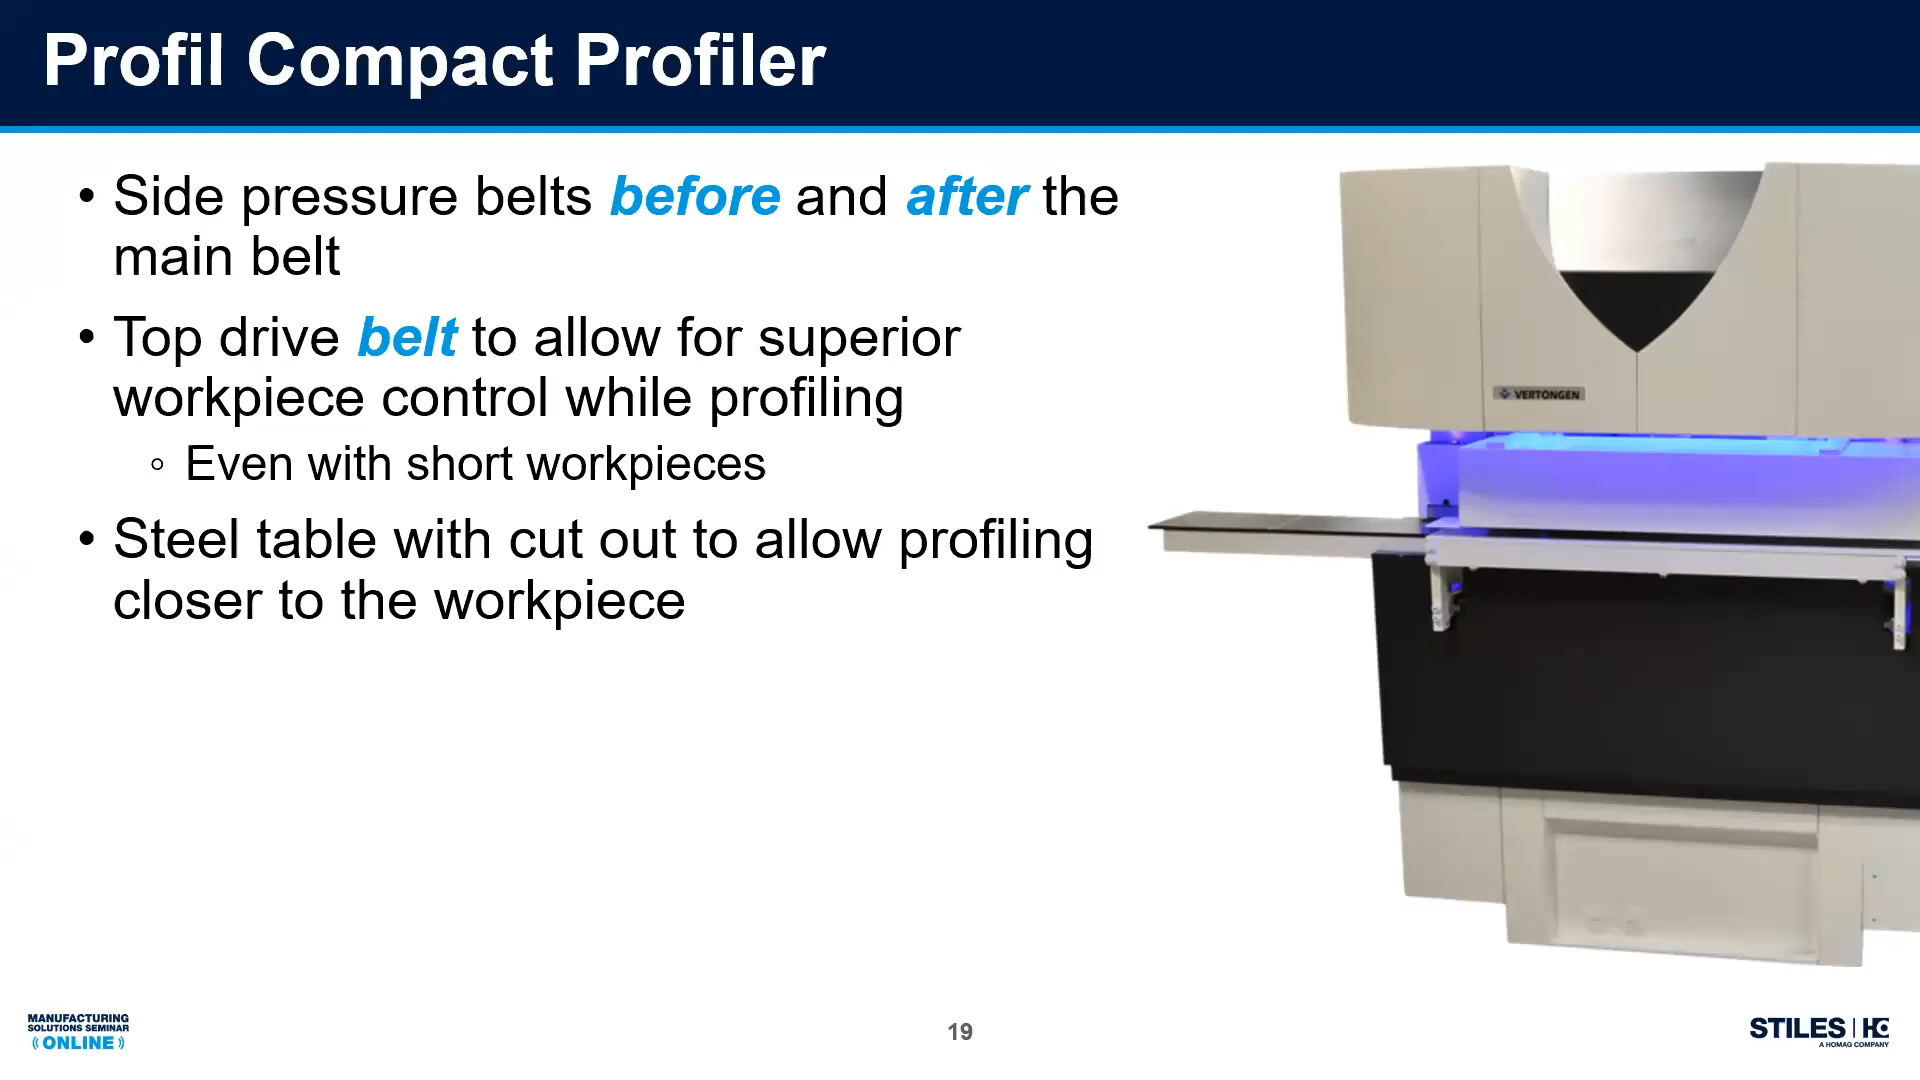 Profil Compact Profiler
• Side pressure belts before and after the
main belt
• Top drive belt to allow for superior
workpiece control while profiling
◦ Even with short workpieces
• Steel table with cut out to allow profiling
closer to the workpiece
VERTONGEN
MANUFACTURING
SOLUTIONS SEMINAR
ONLINE
19
STILES | HC
A HOMAG COMPANY